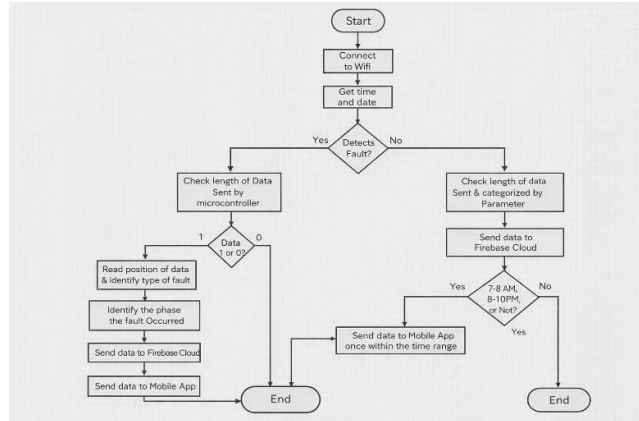 Start
Connect
to Wifi
Get time
and date
Yes
Detects
Fault?
No
Check length of Data
Sent by
microcontroller
Check length of data
Sent & categorized by
Parameter
1
Data
1 or 0?
0
Send data to
Firebase Cloud
Read position of data
& identify type of fault
Yes
7-8 AM,
8-10PM,
or Not?
No
Identify the phase
the fault Occurred
Yes
Send data to Mobile App
once within the time range
Send data to Firebase Cloud
Send data to Mobile App
End
End